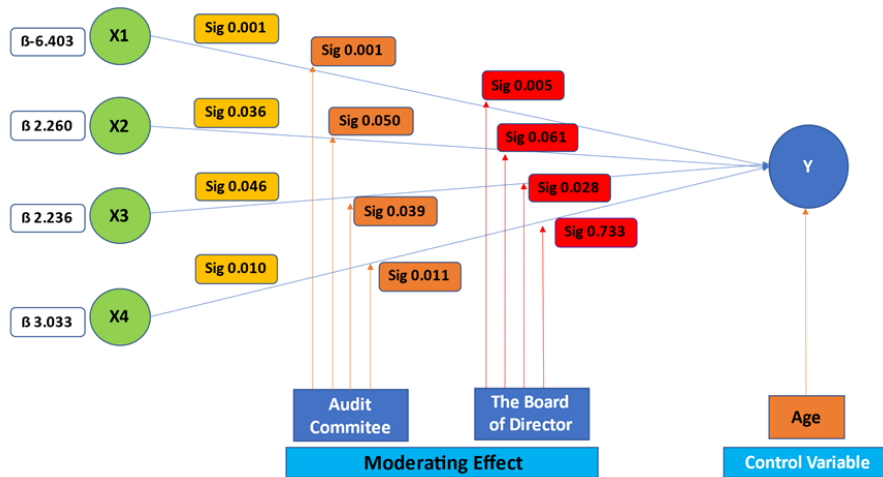 ß-6.403
X1
Sig 0.001
Sig 0.001
Sig 0.005
ß 2.260
X2
Sig 0.036
Sig 0.050
Sig 0.061
Y
ß 2.236
X3
Sig 0.046
Sig 0.039
Sig 0.028
Sig 0.733
ß 3.033
X4
Sig 0.010
Sig 0.011
Audit
Commitee
The Board
of Director
Age
Moderating Effect
Control Variable